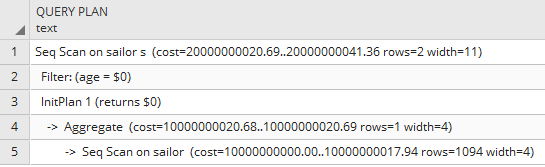 QUERY PLAN
text
1 Seq Scan on sailor s (cost=20000000020.69..20000000041.36 rows=2 width=11)
2 Filter: (age = $0)
3 InitPlan 1 (returns $0)
4 -> Aggregate (cost=10000000020.68..10000000020.69 rows=1 width=4)
5 -> Seq Scan on sailor (cost=10000000000.00..10000000017.94 rows=1094 width=4)